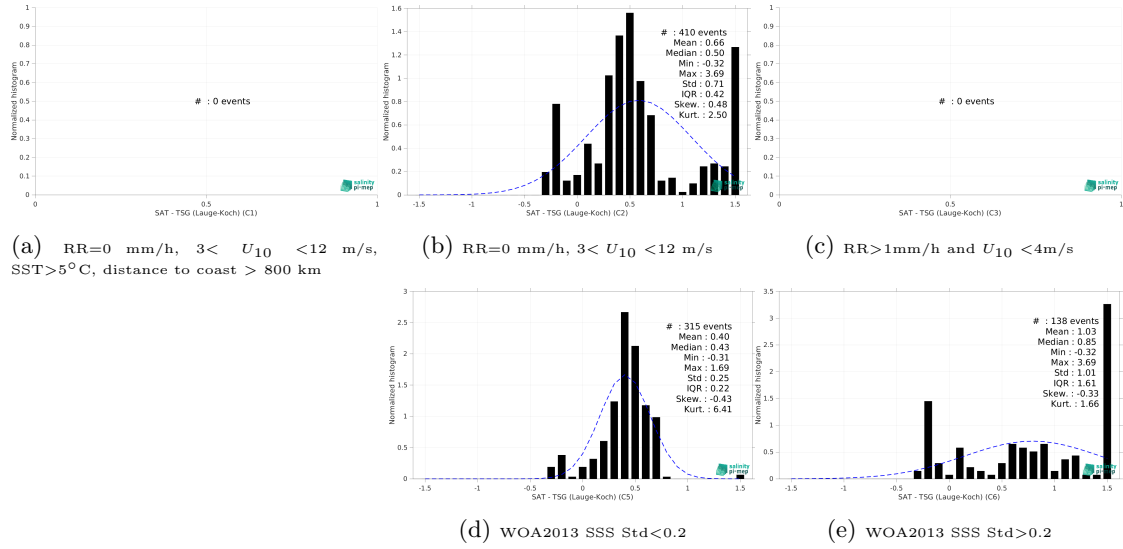 1
0.9
0.8
0.7
0.6
0.5
0.4
0.3
0.2
0.1
0
Normalized histogram
# : 0 events
0 0.5 1
SAT - TSG (Lauge-Koch) (C1)
salinity
pi-mep
(a) RR=0 mm/h, 3< U10 <12 m/s,
SST>5°C, distance to coast > 800 km
1.6
1.4
1.2
1
0.8
0.6
0.4
0.2
0
Normalized histogram
# : 410 events
Mean : 0.66
Median : 0.50
Min : -0.32
Max : 3.69
Std : 0.71
IQR : 0.42
Skew. : 0.48
Kurt. : 2.50
-1.5 -1 -0.5 0 0.5 1 1.5
SAT - TSG (Lauge-Koch) (C2)
salinity
pi-mep
(b) RR=0 mm/h, 3< U10 <12 m/s
1
0.9
0.8
0.7
0.6
0.5
0.4
0.3
0.2
0.1
0
Normalized histogram
# : 0 events
0 0.5 1
SAT - TSG (Lauge-Koch) (C3)
salinity
pi-mep
(c) RR>1mm/h and U10 <4m/s
3
2.5
2
1.5
1
0.5
0
Normalized histogram
# : 315 events
Mean : 0.40
Median : 0.43
Min : -0.31
Max : 1.69
Std : 0.25
IQR : 0.22
Skew. : -0.43
Kurt. : 6.41
-1.5 -1 -0.5 0 0.5 1 1.5
SAT - TSG (Lauge-Koch) (C5)
salinity
pi-mep
(d) WOA2013 SSS Std<0.2
3.5
3
2.5
2
1.5
1
0.5
0
Normalized histogram
# : 138 events
Mean : 1.03
Median : 0.85
Min : -0.32
Max : 3.69
Std : 1.01
IQR : 1.61
Skew. : -0.33
Kurt. : 1.66
-1.5 -1 -0.5 0 0.5 1 1.5
SAT - TSG (Lauge-Koch) (C6)
salinity
pi-mep
(e) WOA2013 SSS Std>0.2